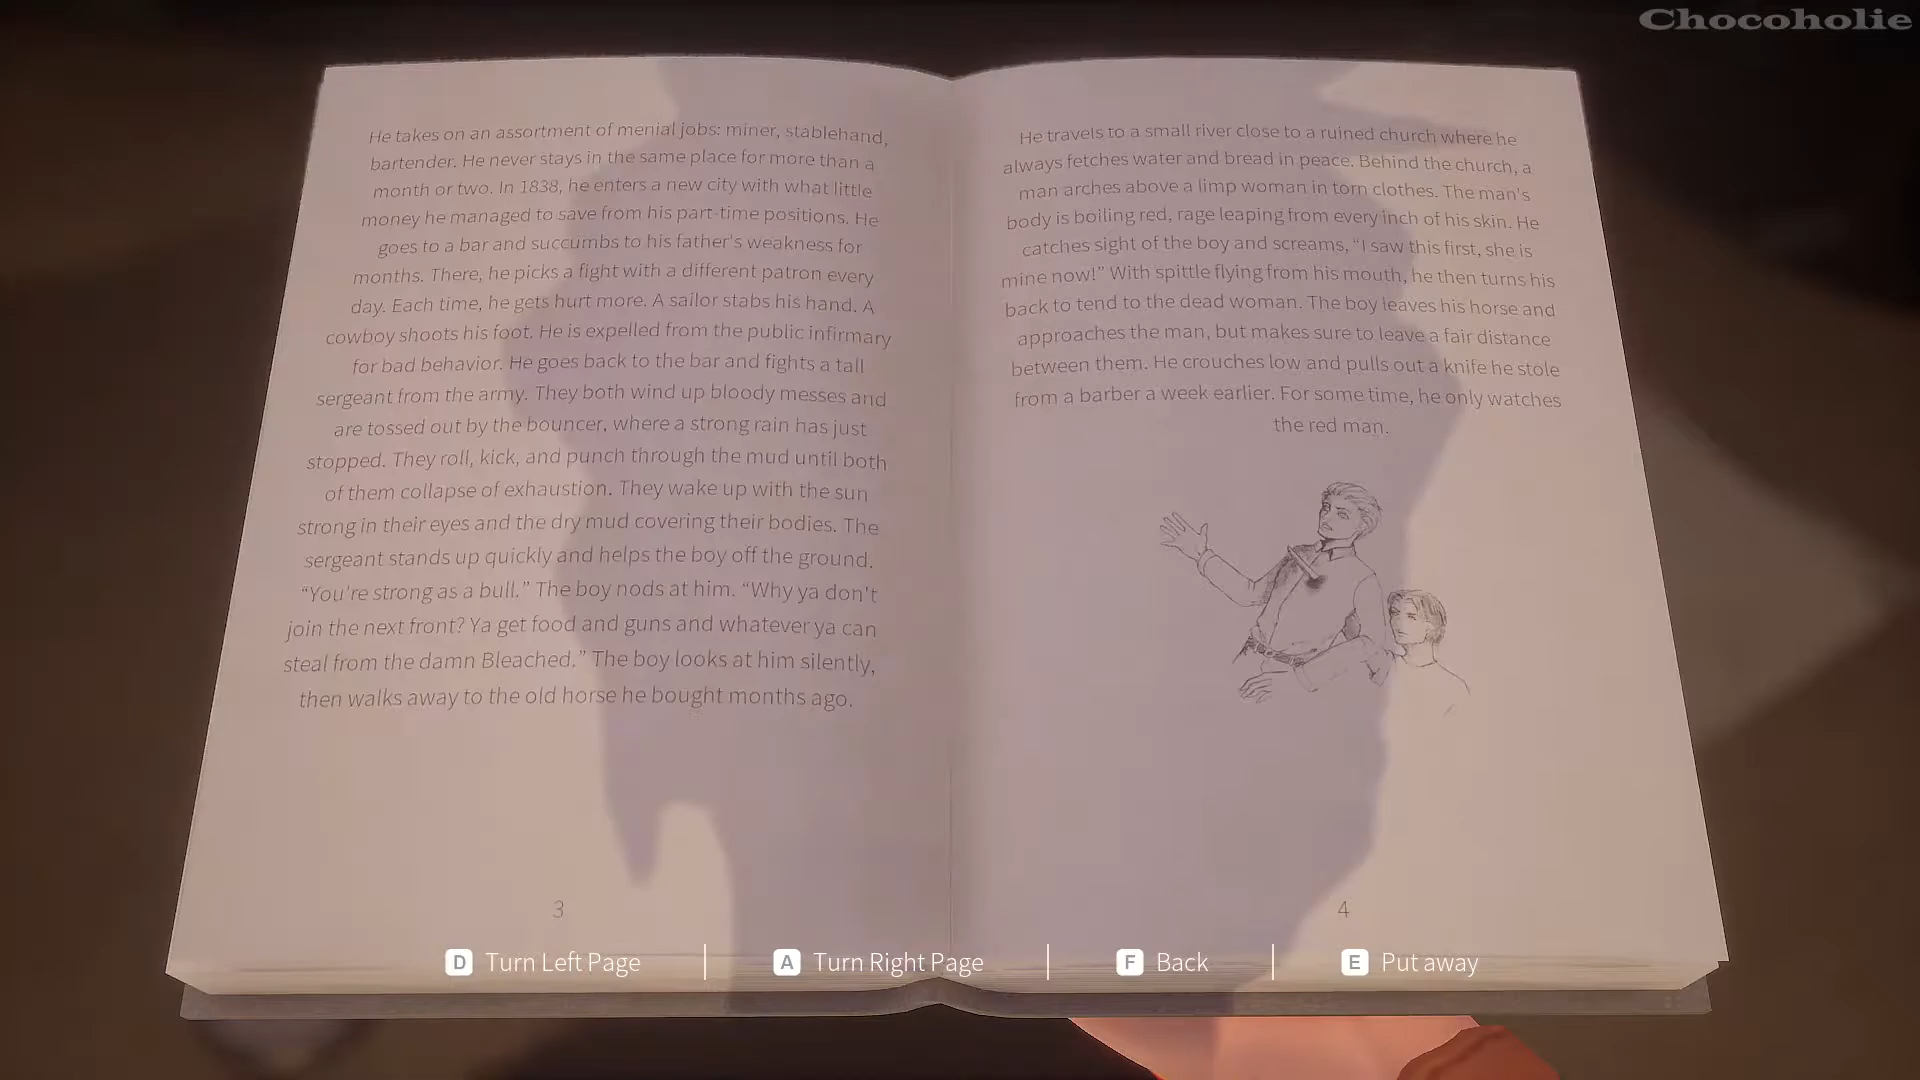 Chocoholie
He takes on an assortment of menial jobs: miner, stablehand,
bartender. He never stays in the same place for more than a
month or two. In 1838, he enters a new city with what little
money he managed to save from his part-time positions. He
goes to a bar and succumbs to his father's weakness for
months. There, he picks a fight with a different patron every
day. Each time, he gets hurt more. A sailor stabs his hand. A
cowboy shoots his foot. He is expelled from the public infirmary
for bad behavior. He goes back to the bar and fights a tall
sergeant from the army. They both wind up bloody messes and
are tossed out by the bouncer, where a strong rain has just
stopped. They roll, kick, and punch through the mud until both
of them collapse of exhaustion. They wake up with the sun
strong in their eyes and the dry mud covering their bodies. The
sergeant stands up quickly and helps the boy off the ground.
“You're strong as a bull.” The boy nods at him. “Why ya don't
join the next front? Ya get food and guns and whatever ya can
steal from the damn Bleached.” The boy looks at him silently,
then walks away to the old horse he bought months ago.
3
He travels to a small river close to a ruined church where he
always fetches water and bread in peace. Behind the church, a
man arches above a limp woman in torn clothes. The man's
body is boiling red, rage leaping from every inch of his skin. He
catches sight of the boy and screams, “I saw this first, she is
mine now!” With spittle flying from his mouth, he then turns his
back to tend to the dead woman. The boy leaves his horse and
approaches the man, but makes sure to leave a fair distance
between them. He crouches low and pulls out a knife he stole
from a barber a week earlier. For some time, he only watches
the red man.
4
D Turn Left Page
A Turn Right Page
F Back
E Put away